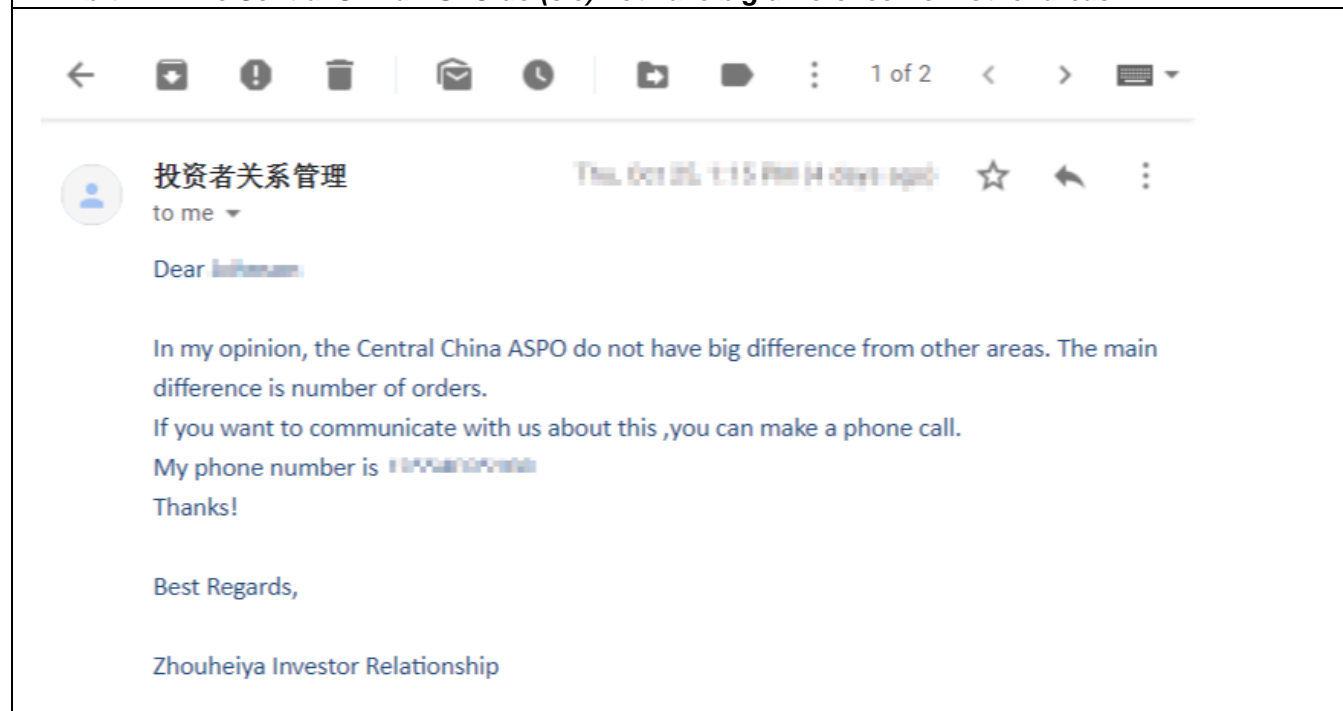 1 of 2
投资者关系管理
to me
Dear
In my opinion, the Central China ASPO do not have big difference from other areas. The main
difference is number of orders.
If you want to communicate with us about this ,you can make a phone call.
My phone number is
Thanks!
Best Regards,
Zhouheiya Investor Relationship